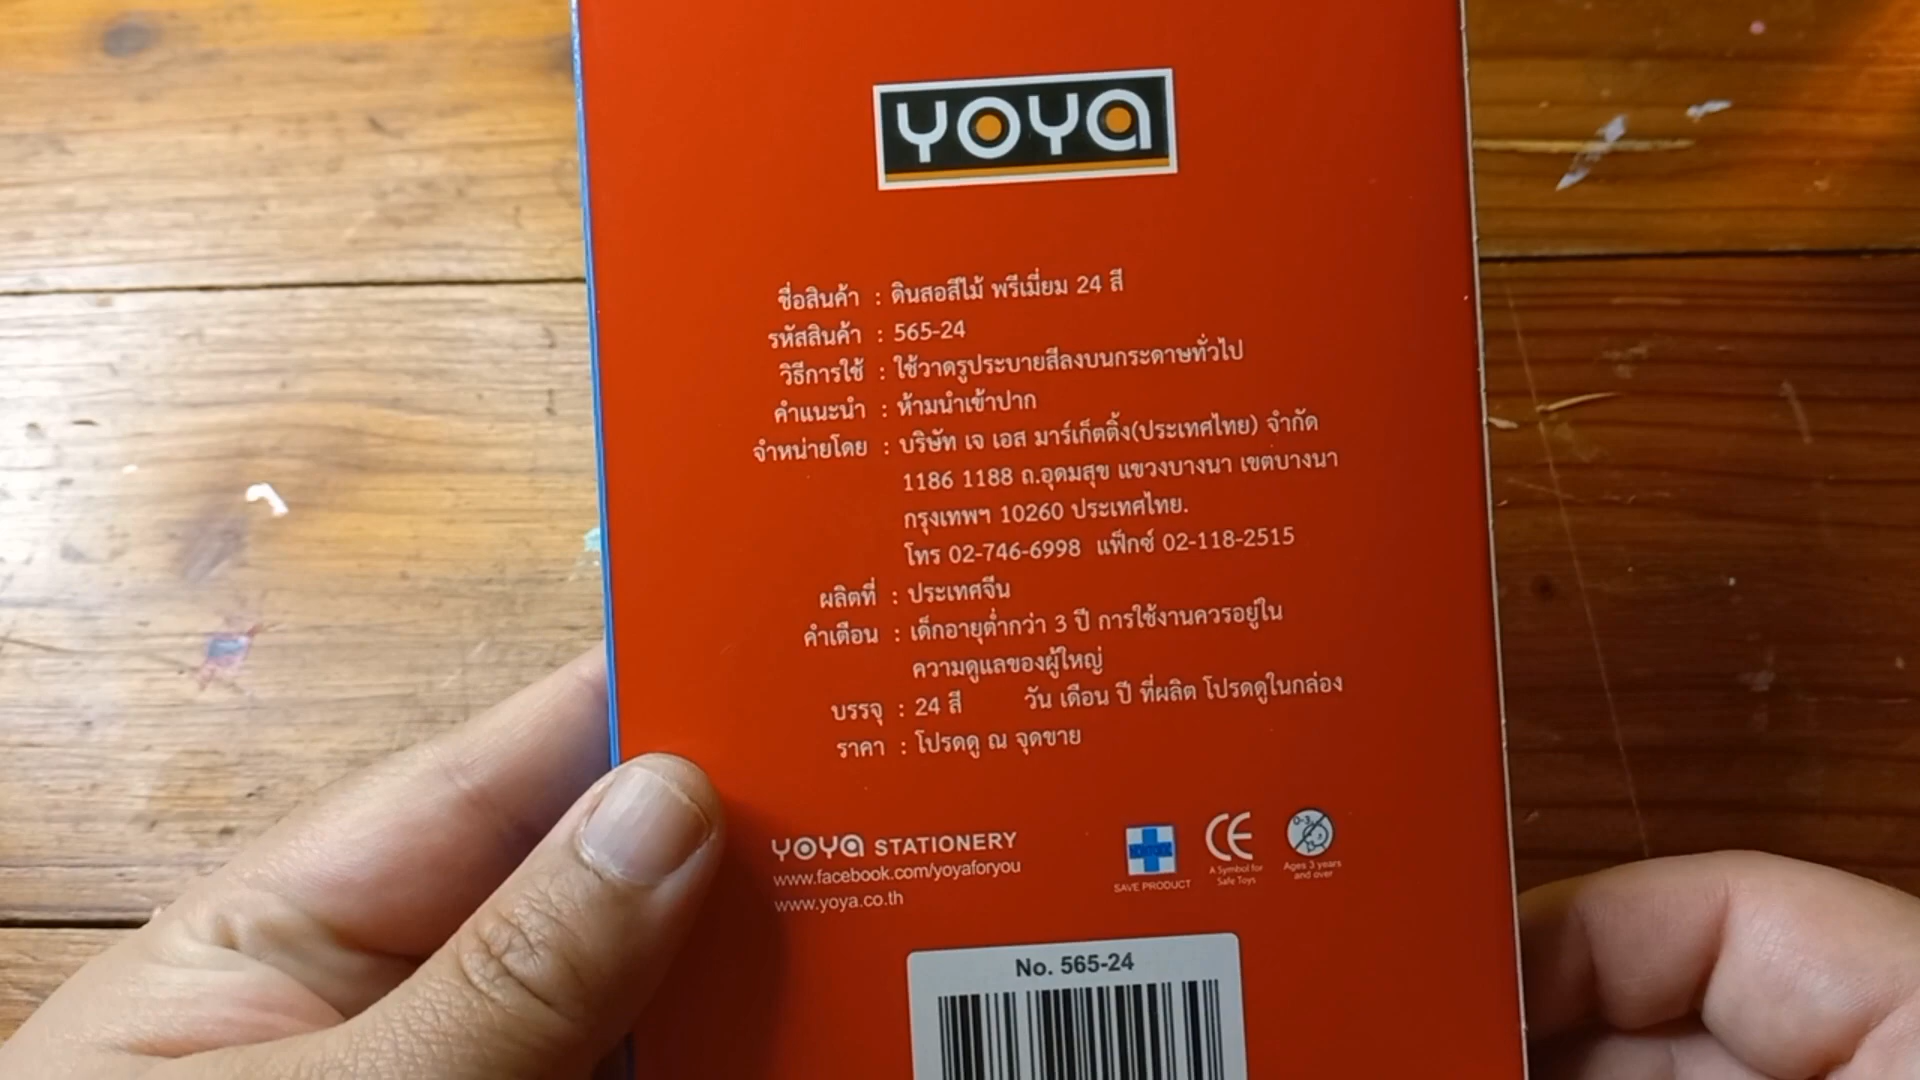 YOYA
ชื่อสินค้า : ดินสอสีไม้ พรีเมี่ยม 24 สี
รหัสสินค้า : 565-24
วิธีการใช้ : ใช้วาดรูประบายสีลงบนกระดาษทั่วไป
คำแนะนำ : ห้ามนำเข้าปาก
จำหน่ายโดย : บริษัท เจ เอส มาร์เก็ตติ้ง(ประเทศไทย) จำกัด
1186 1188 ถ.อุดมสุข แขวงบางนา เขตบางนา
กรุงเทพฯ 10260 ประเทศไทย.
โทร 02-746-6998 แฟ็กซ์ 02-118-2515
ผลิตที่ : ประเทศจีน
คำเตือน : เด็กอายุต่ำกว่า 3 ปี การใช้งานควรอยู่ใน
ความดูแลของผู้ใหญ่
บรรจุ : 24 สี วัน เดือน ปี ที่ผลิต โปรดดูในกล่อง
ราคา : โปรดดู ณ จุดขาย
YOYA STATIONERY
www.facebook.com/yoyaforyou
www.yoya.co.th
SAVE PRODUCT
CE
A Symbol for
Safe Toys
0-3
Ages 3 years
and over
No. 565-24